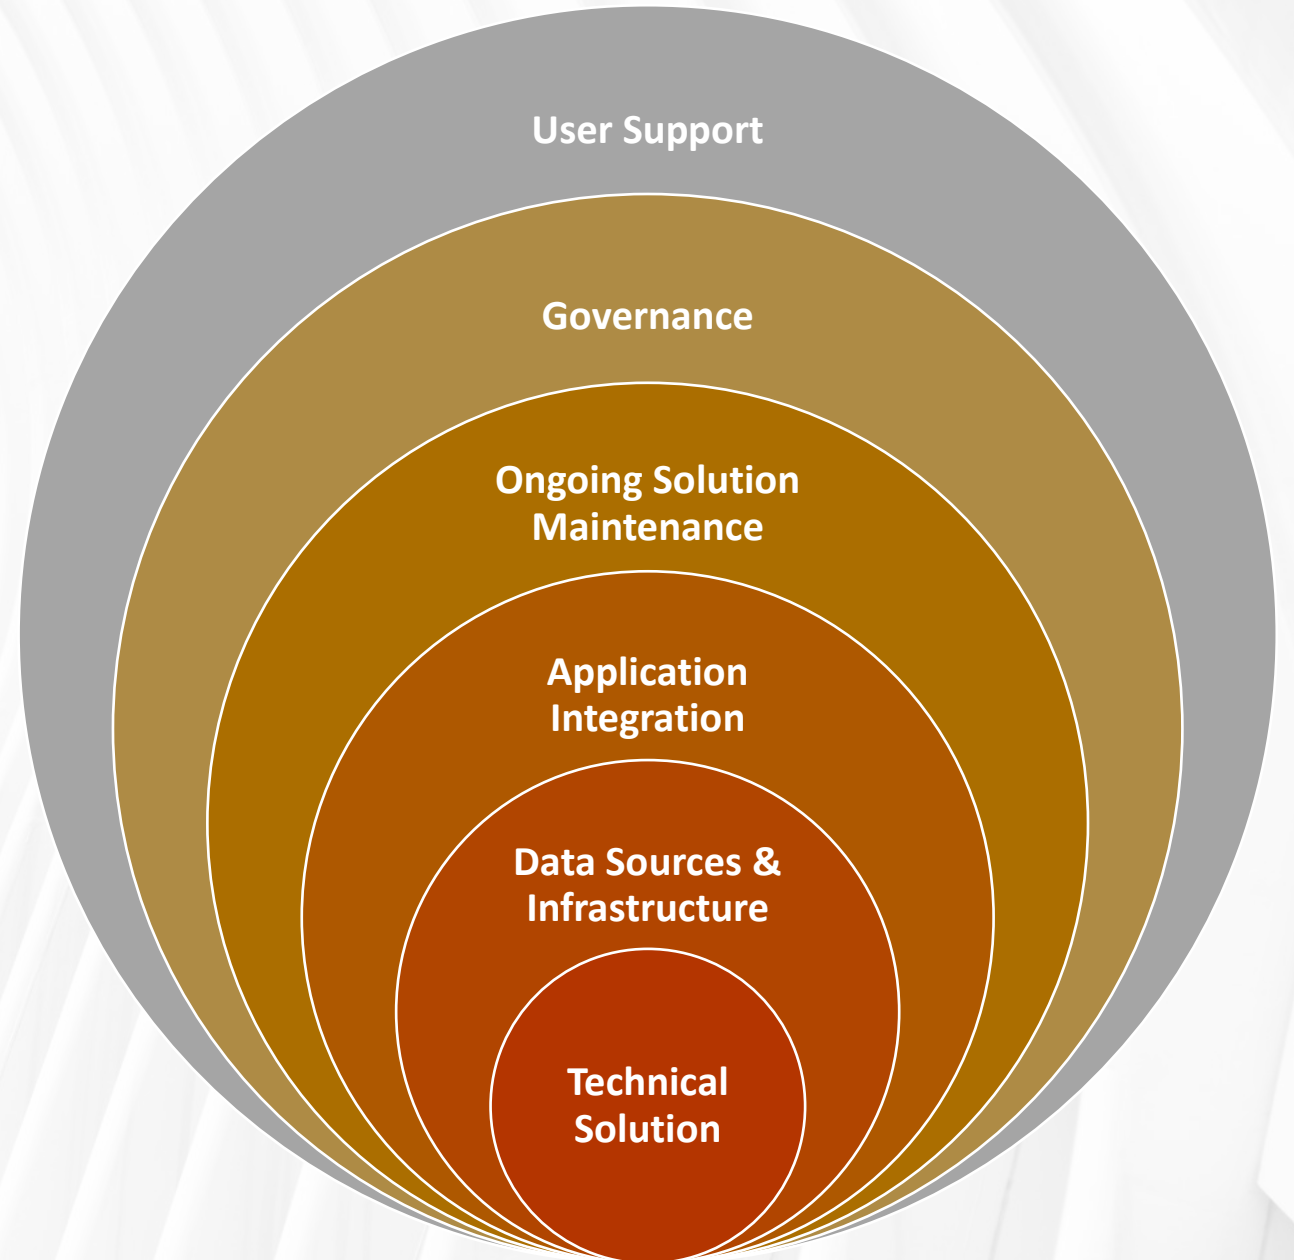 User Support
Governance
Ongoing Solution
Maintenance
Application
Integration
Data Sources &
Infrastructure
Technical
Solution